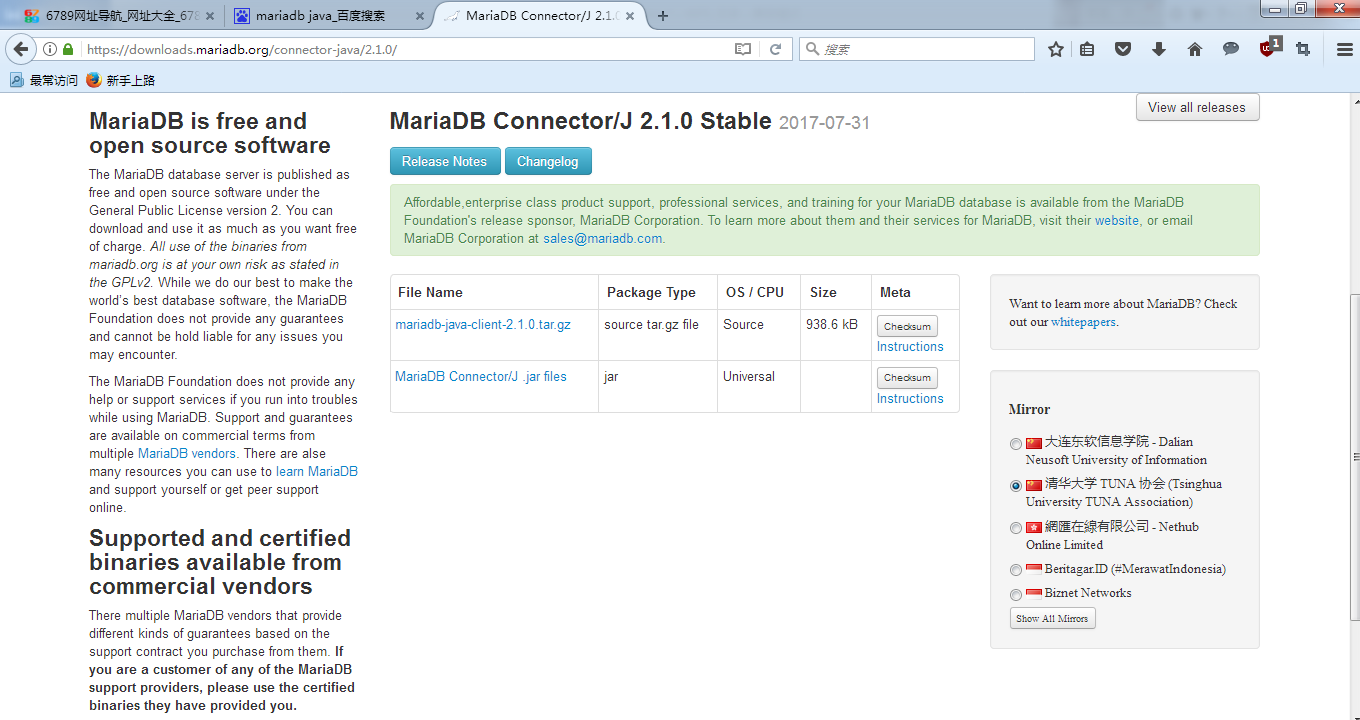 6789网址导航_网址大全_678
mariadb java_百度搜索
MariaDB Connector/J 2.1.0
https://downloads.mariadb.org/connector-java/2.1.0/
搜索
1
最常访问
新手上路
MariaDB is free and
open source software
The MariaDB database server is published as
free and open source software under the
General Public License version 2. You can
download and use it as much as you want free
of charge. All use of the binaries from
mariadb.org is at your own risk as stated in
the GPLv2. While we do our best to make the
world's best database software, the MariaDB
Foundation does not provide any guarantees
and cannot be hold liable for any issues you
may encounter.
The MariaDB Foundation does not provide any
help or support services if you run into troubles
while using MariaDB. Support and guarantees
are available on commercial terms from
multiple MariaDB vendors. There are alse
many resources you can use to learn MariaDB
and support yourself or get peer support
online.
Supported and certified
binaries available from
commercial vendors
There multiple MariaDB vendors that provide
different kinds of guarantees based on the
support contract you purchase from them. If
you are a customer of any of the MariaDB
support providers, please use the certified
binaries they have provided you.
View all releases
MariaDB Connector/J 2.1.0 Stable 2017-07-31
Release Notes
Changelog
Affordable,enterprise class product support, professional services, and training for your MariaDB database is available from the MariaDB
Foundation's release sponsor, MariaDB Corporation. To learn more about them and their services for MariaDB, visit their website, or email
MariaDB Corporation at sales@mariadb.com.
File Name Package Type OS / CPU Size Meta
mariadb-java-client-2.1.0.tar.gz source tar.gz file Source 938.6 kB Checksum
Instructions
MariaDB Connector/J .jar files jar Universal Checksum
Instructions
Want to learn more about MariaDB? Check
out our whitepapers.
Mirror
大连东软信息学院 - Dalian
Neusoft University of Information
清华大学 TUNA 协会 (Tsinghua
University TUNA Association)
網匯在線有限公司 - Nethub
Online Limited
Beritagar.ID (#MerawatIndonesia)
Biznet Networks
Show All Mirrors